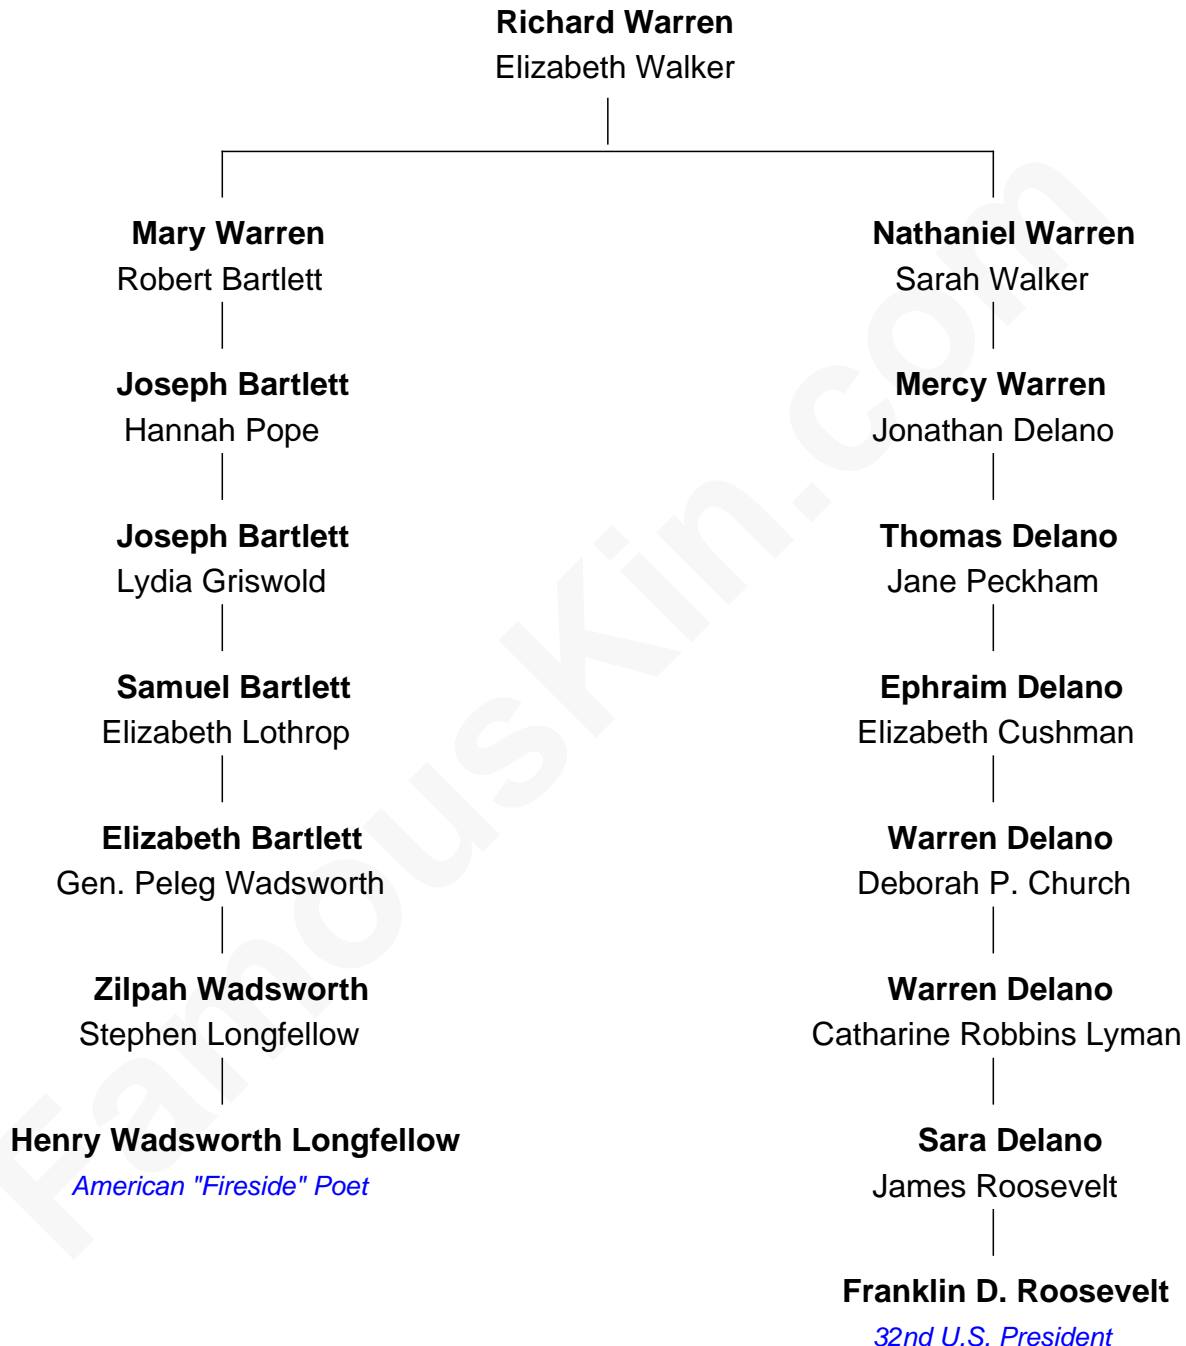 Richard Warren
Elizabeth Walker
Mary Warren
Robert Bartlett
Nathaniel Warren
Sarah Walker
Joseph Bartlett
Hannah Pope
Mercy Warren
Jonathan Delano
Joseph Bartlett
Lydia Griswold
Thomas Delano
Jane Peckham
Samuel Bartlett
Elizabeth Lothrop
Ephraim Delano
Elizabeth Cushman
Elizabeth Bartlett
Gen. Peleg Wadsworth
Warren Delano
Deborah P. Church
Zilpah Wadsworth
Stephen Longfellow
Warren Delano
Catharine Robbins Lyman
Henry Wadsworth Longfellow
American "Fireside" Poet
Sara Delano
James Roosevelt
Franklin D. Roosevelt
32nd U.S. President
FamousKin.com